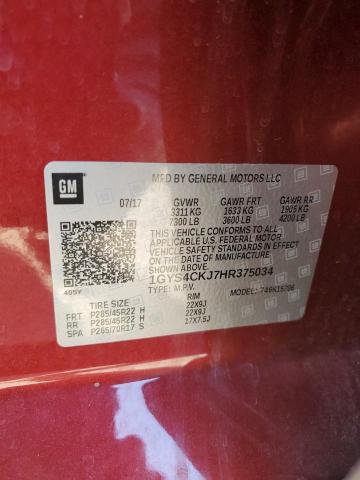 GM
MFD BY GENERAL MOTORS LLC
07/17 GVWR GAWR FRT GAWR RR
3311 KG 1633 KG 1905 KG
7300 LB 3600 LB 4200 LB
THIS VEHICLE CONFORMS TO ALL
APPLICABLE U.S. FEDERAL MOTOR
VEHICLE SAFETY STANDARDS IN
EFFECT ON THE DATE OF
MANUFACTURE SHOWN ABOVE.
1GYS4CKJ7HR375034
TYPE: M.P.V.
TIRE SIZE RIM
FRT P285/45R22 H 22X9J
RR P285/45R22 H 22X9J
SPA P265/70R17 S 17X7.5J